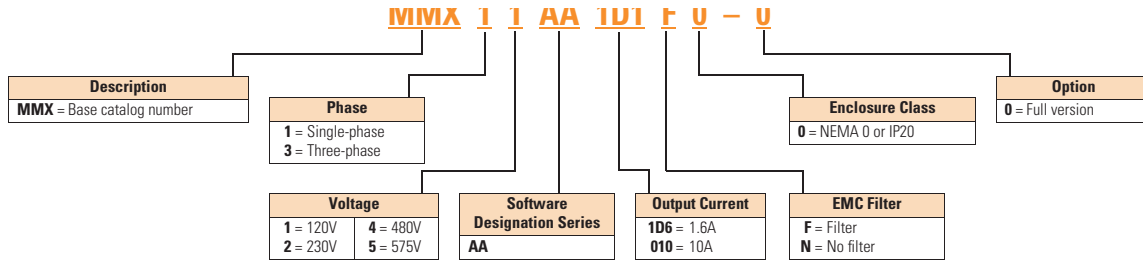 MMX 1 1 AA 1D1 F 0 – 0
Description
MMX = Base catalog number
Phase
1 = Single-phase
3 = Three-phase
Enclosure Class
0 = NEMA 0 or IP20
Option
0 = Full version
Voltage
1 = 120V
2 = 230V
4 = 480V
5 = 575V
Software
Designation Series
AA
Output Current
1D6 = 1.6A
010 = 10A
EMC Filter
F = Filter
N = No filter